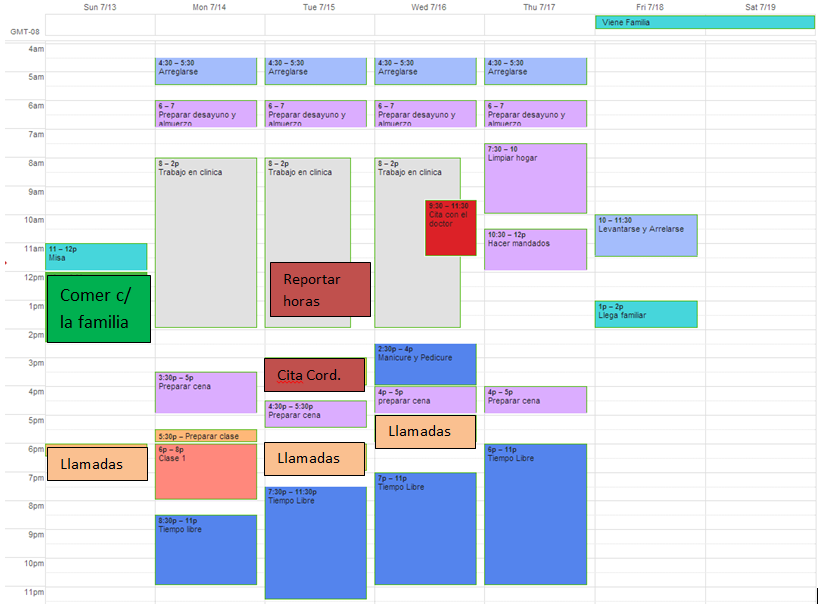 Sun 7/13
Mon 7/14
Tue 7/15
Wed 7/16
Thu 7/17
Fri 7/18
Sat 7/19
GMT-08
Viene Familia
4am
5am
6am
7am
8am
9am
10am
11am
12pm
1pm
2pm
3pm
4pm
5pm
6pm
7pm
8pm
9pm
10pm
11pm
11 – 12p
Misa
Comer c/
la familia
Llamadas
4:30 – 5:30
Arreglarse
6 – 7
Preparar desayuno y
almuerzo
8 – 2p
Trabajo en clinica
3:30p – 5p
Preparar cena
5:30p – Preparar clase
6p – 8p
Clase 1
8:30p – 11p
Tiempo libre
4:30 – 5:30
Arreglarse
6 – 7
Preparar desayuno y
almuerzo
8 – 2p
Trabajo en clinica
Reportar
horas
Cita Cord.
4:30p – 5:30p
Preparar cena
Llamadas
7:30p – 11:30p
Tiempo Libre
4:30 – 5:30
Arreglarse
6 – 7
Preparar desayuno y
almuerzo
8 – 2p
Trabajo en clinica
9:30 – 11:30
Cita con el
doctor
2:30p – 4p
Manicure y Pedicure
4p – 5p
preparar cena
Llamadas
7p – 11p
Tiempo Libre
4:30 – 5:30
Arreglarse
6 – 7
Preparar desayuno y
almuerzo
7:30 – 10
Limpiar hogar
10:30 – 12p
Hacer mandados
4p – 5p
Preparar cena
6p – 11p
Tiempo Libre
10 – 11:30
Levantarse y Arrelarse
1p – 2p
Llega familiar